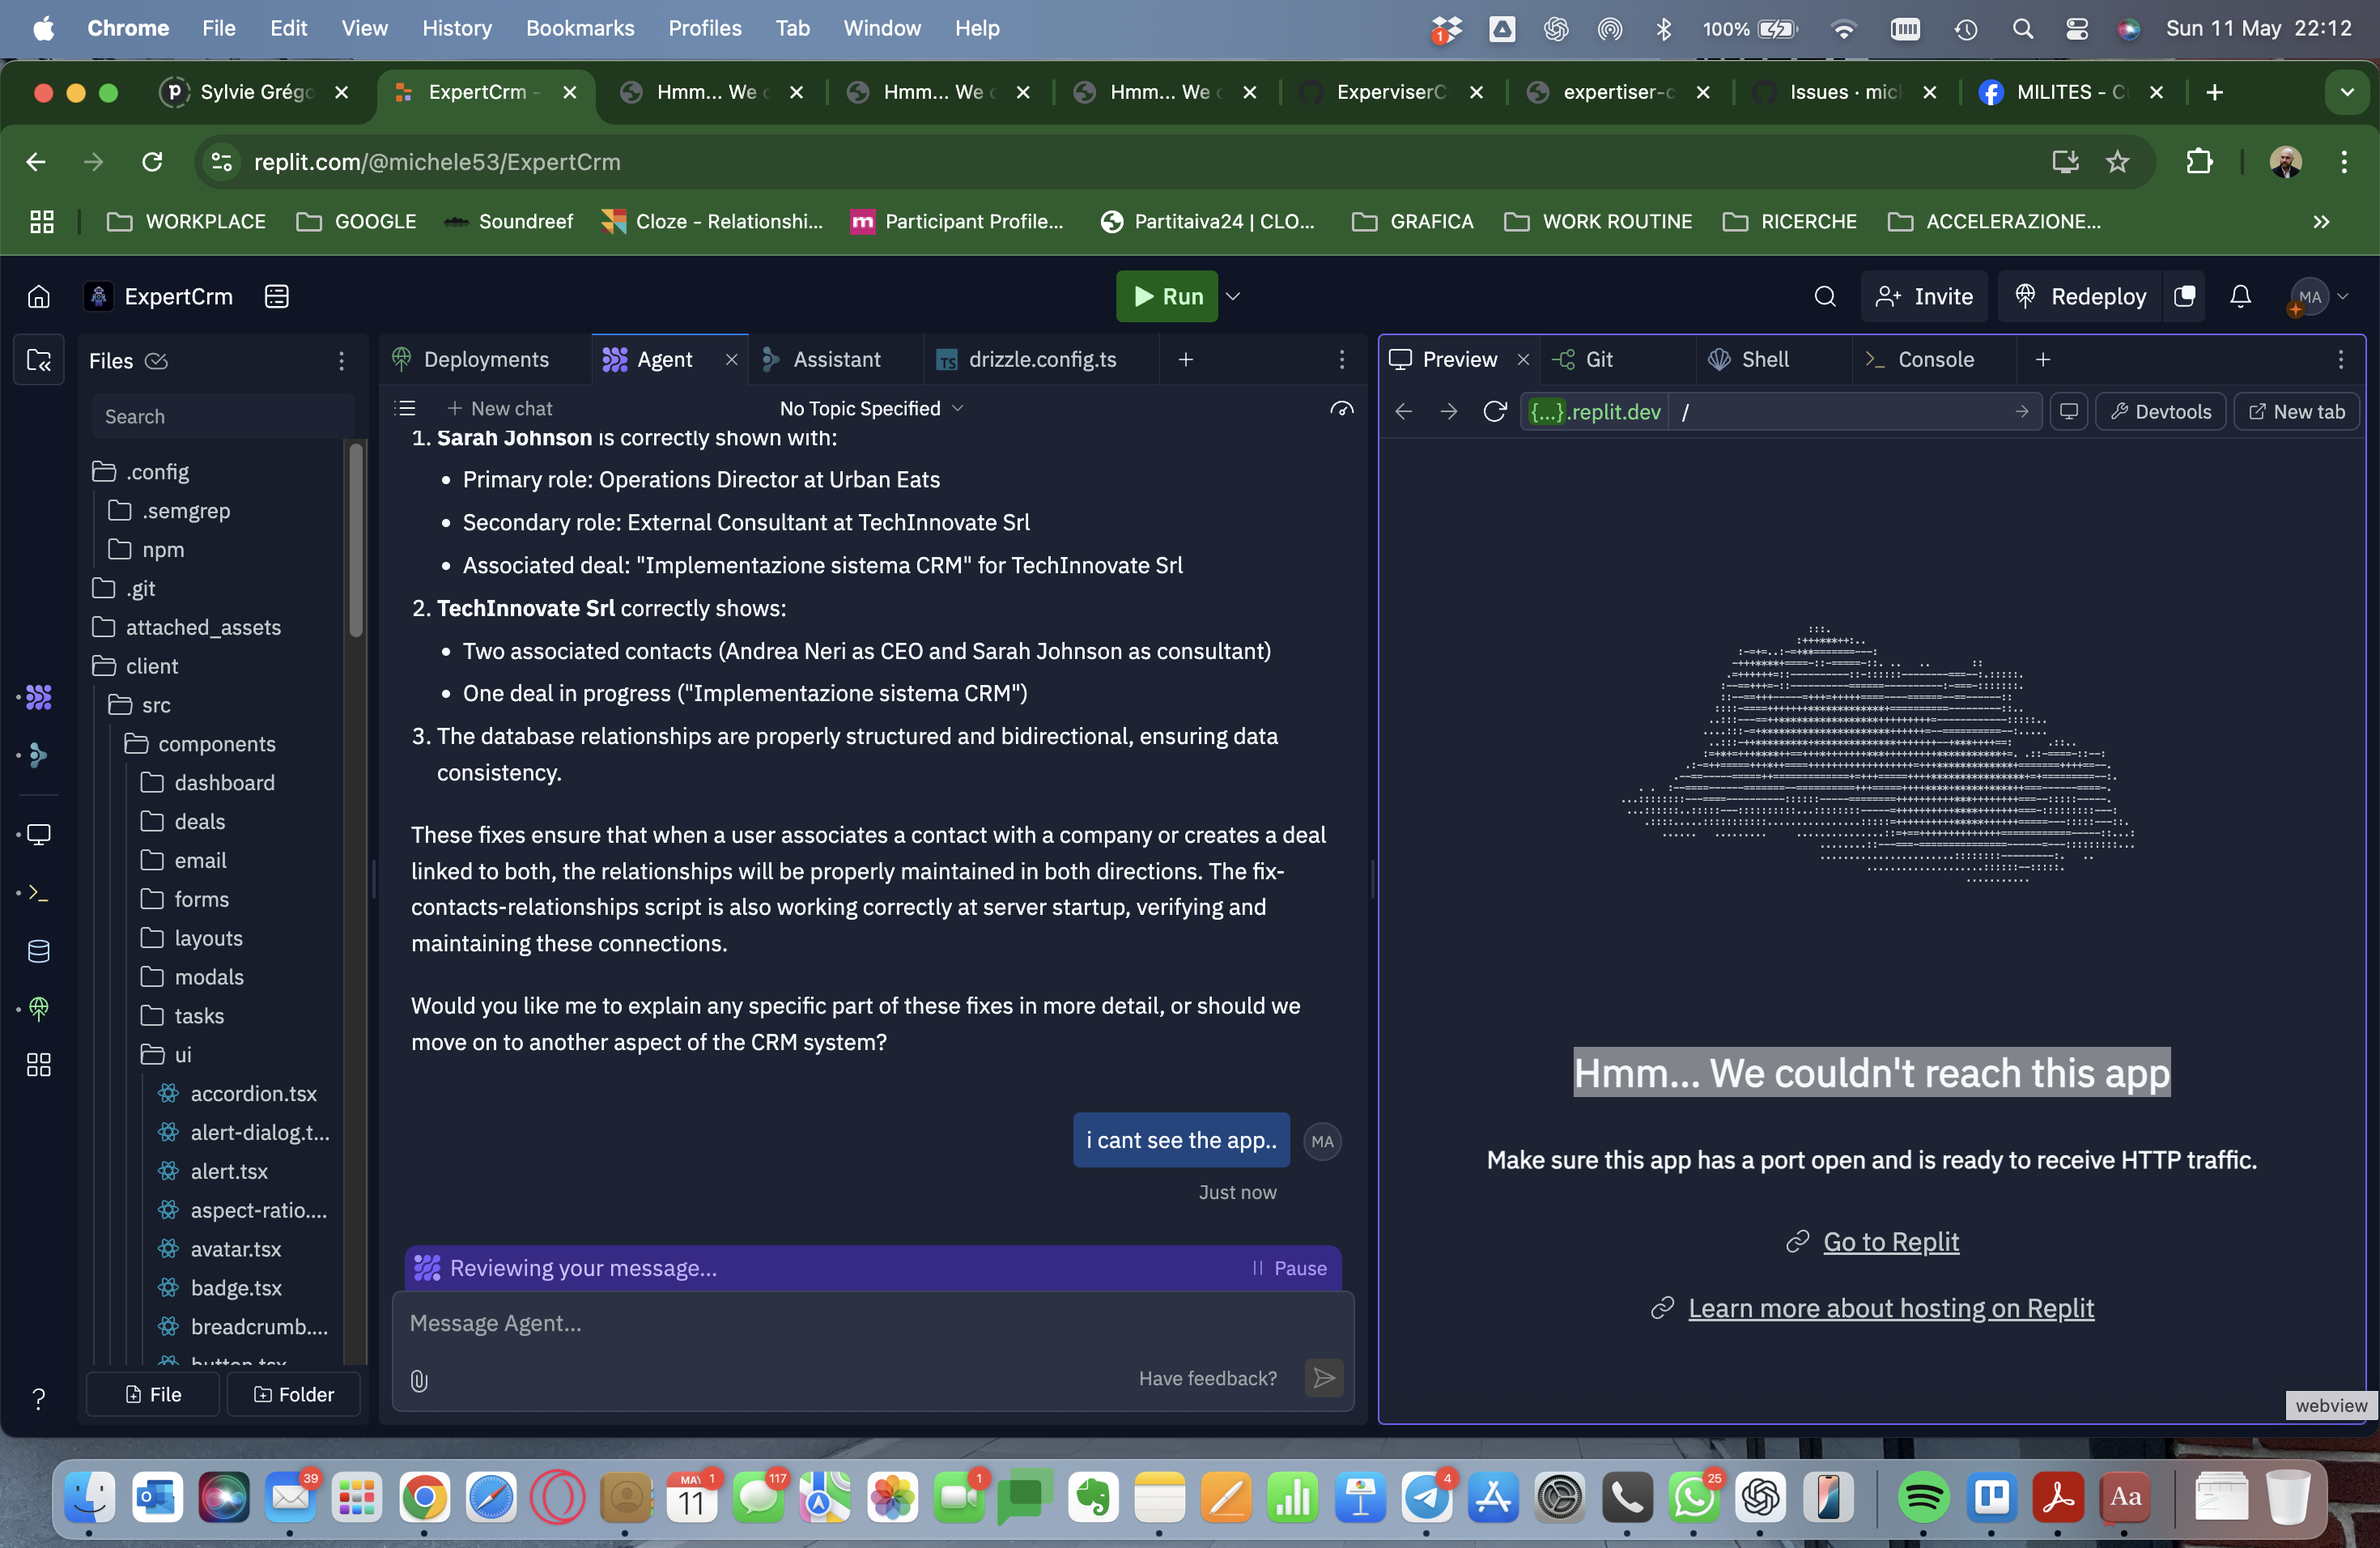 Chrome File Edit View History Bookmarks Profiles Tab Window Help
1 100% Sun 11 May 22:12
Sylvie Grégo
ExpertCrm -
Hmm... We c
Hmm... We c
Hmm... We c
ExperviserC
expertiser-c
Issues · mic
MILITES - C
replit.com/@michele53/ExpertCrm
WORKPLACE
GOOGLE
Soundreef
Cloze - Relationshi...
Participant Profile...
Partitaiva24 | CLO...
GRAFICA
WORK ROUTINE
RICERCHE
ACCELERAZIONE...
ExpertCrm
Run
Invite
Redeploy
MA
Files
Search
.config
.semgrep
npm
.git
attached_assets
client
src
components
dashboard
deals
email
forms
layouts
modals
tasks
ui
accordion.tsx
alert-dialog.t...
alert.tsx
aspect-ratio....
avatar.tsx
badge.tsx
breadcrumb....
button.tsx
File
Folder
Deployments
Agent
Assistant
TS drizzle.config.ts
New chat
No Topic Specified
1. Sarah Johnson is correctly shown with:
• Primary role: Operations Director at Urban Eats
• Secondary role: External Consultant at TechInnovate Srl
• Associated deal: "Implementazione sistema CRM" for TechInnovate Srl
2. TechInnovate Srl correctly shows:
• Two associated contacts (Andrea Neri as CEO and Sarah Johnson as consultant)
• One deal in progress ("Implementazione sistema CRM")
3. The database relationships are properly structured and bidirectional, ensuring data
consistency.
These fixes ensure that when a user associates a contact with a company or creates a deal
linked to both, the relationships will be properly maintained in both directions. The fix-
contacts-relationships script is also working correctly at server startup, verifying and
maintaining these connections.
Would you like me to explain any specific part of these fixes in more detail, or should we
move on to another aspect of the CRM system?
i cant see the app..
MA
Just now
Reviewing your message...
Pause
Message Agent...
Have feedback?
Preview
Git
Shell
Console
{...}.replit.dev
/
Devtools
New tab
Hmm... We couldn't reach this app
Make sure this app has a port open and is ready to receive HTTP traffic.
Go to Replit
Learn more about hosting on Replit
webview
39
MAY 1
11
117
1
4
25
Aa